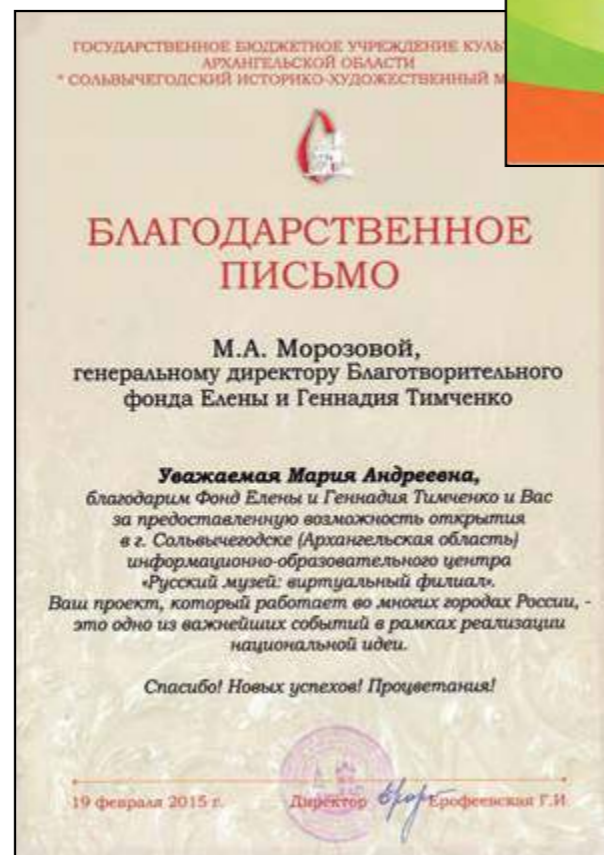 ГОСУДАРСТВЕННОЕ БЮДЖЕТНОЕ УЧРЕЖДЕНИЕ КУЛЬ
АРХАНГЕЛЬСКОЙ ОБЛАСТИ
" СОЛЬВЫЧЕГОДСКИЙ ИСТОРИКО-ХУДОЖЕСТВЕННЫЙ М
БЛАГОДАРСТВЕННОЕ
ПИСЬМО
М.А. Морозовой,
генеральному директору Благотворительного
фонда Елены и Геннадия Тимченко
Уважаемая Мария Андреевна,
благодарим Фонд Елены и Геннадия Тимченко и Вас
за предоставленную возможность открытия
в г. Сольвычегодске (Архангельская область)
информационно-образовательного центра
«Русский музей: виртуальный филиал».
Ваш проект, который работает во многих городах России, -
это одно из важнейших событий в рамках реализации
национальной идеи.
Спасибо! Новых успехов! Процветания!
19 февраля 2015 г. Директор Ерофеевская Г.И.